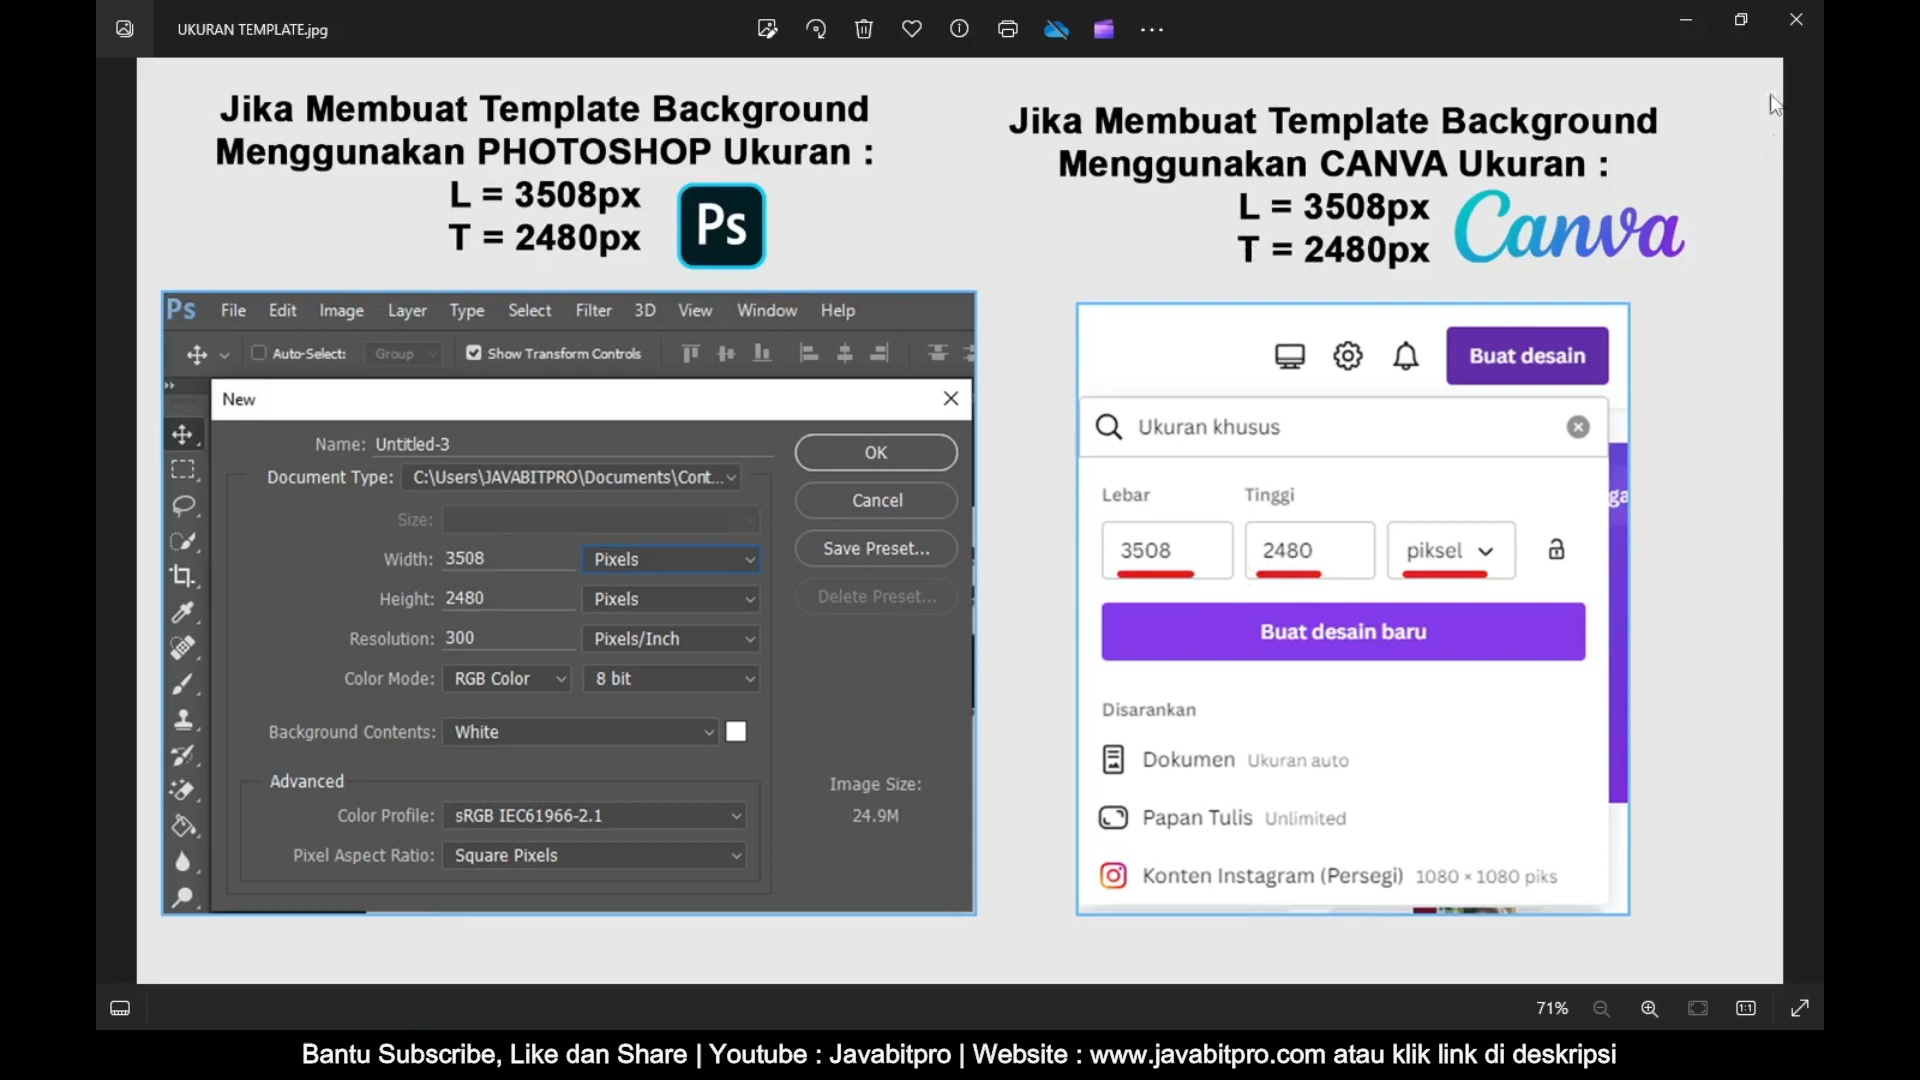 UKURAN TEMPLATE.jpg
Jika Membuat Template Background
Menggunakan PHOTOSHOP Ukuran :
L = 3508px
T = 2480px
Ps
Jika Membuat Template Background
Menggunakan CANVA Ukuran :
L = 3508px
T = 2480px
Canva
Ps File Edit Image Layer Type Select Filter 3D View Window Help
Auto-Select: Group Show Transform Controls
New
Name: Untitled-3
Document Type: C:\Users\JAVABITPRO\Documents\Cont...
Size:
Width: 3508 Pixels
Height: 2480 Pixels
Resolution: 300 Pixels/Inch
Color Mode: RGB Color 8 bit
Background Contents: White
Advanced
Color Profile: sRGB IEC61966-2.1
Pixel Aspect Ratio: Square Pixels
OK
Cancel
Save Preset...
Delete Preset...
Image Size:
24.9M
Buat desain
Ukuran khusus
Lebar Tinggi
3508 2480 piksel
ga
Buat desain baru
Disarankan
Dokumen Ukuran auto
Papan Tulis Unlimited
Konten Instagram (Persegi) 1080 × 1080 piks
71%
1:1
Bantu Subscribe, Like dan Share | Youtube : Javabitpro | Website : www.javabitpro.com atau klik link di deskripsi